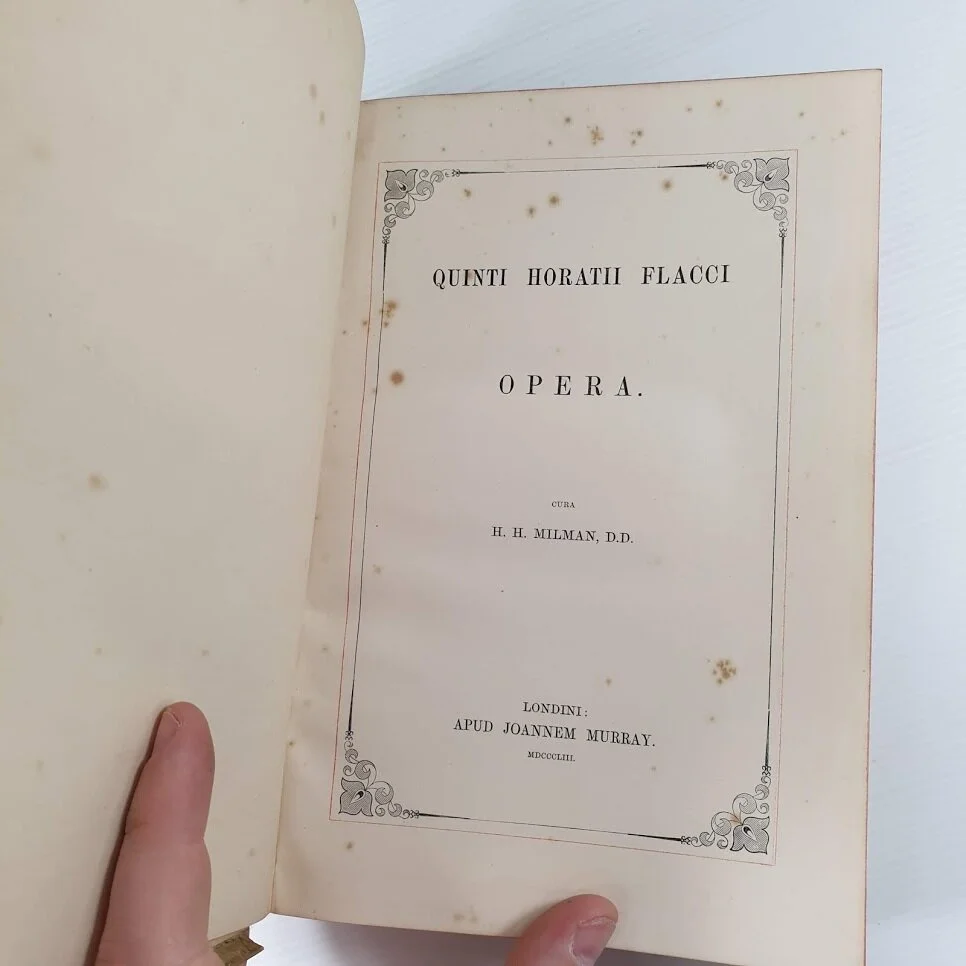 QUINTI HORATII FLACCI
OPERA.
CURA
H. H. MILMAN, D.D.
LONDINI:
APUD JOANNEM MURRAY.
MDCCCLIII.